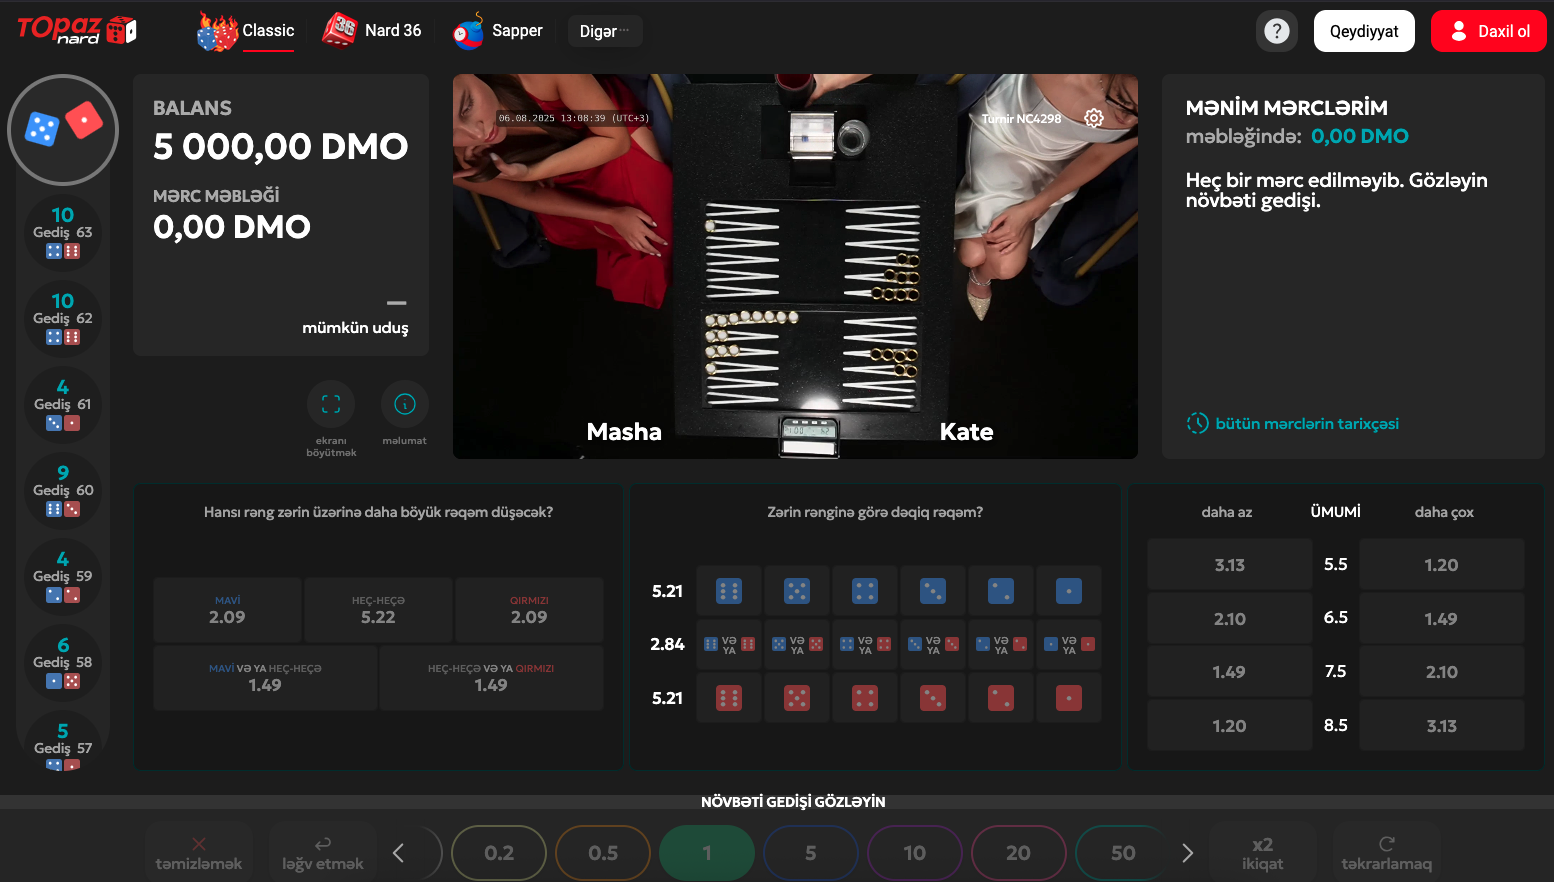 TOpaz
nard
Classic
36
Nard 36
Sapper
Digər
?
Qeydiyyat
Daxil ol
10
Gediş 63
10
Gediş 62
4
Gediş 61
9
Gediş 60
4
Gediş 59
6
Gediş 58
5
Gediş 57
BALANS
5 000,00 DMO
MƏRC MƏBLƏĞİ
0,00 DMO
—
mümkün uduş
ekranı
böyütmək
məlumat
06.08.2025 13:08:39 (UTC+3)
Turnir NC4298
Masha
Kate
MƏNİM MƏRCLƏRİM
məbləğində: 0,00 DMO
Heç bir mərc edilməyib. Gözləyin
növbəti gedişi.
bütün mərclərin tarixçəsi
Hansı rəng zərin üzərinə daha böyük rəqəm düşəcək?
MAVİ
2.09
HEÇ-HEÇƏ
5.22
QIRMIZI
2.09
MAVİ VƏ YA HEÇ-HEÇƏ
1.49
HEÇ-HEÇƏ VƏ YA QIRMIZI
1.49
Zərin rənginə görə dəqiq rəqəm?
5.21
2.84
VƏ YA
VƏ YA
VƏ YA
VƏ YA
VƏ YA
VƏ YA
5.21
daha az ÜMUMİ daha çox
3.13 5.5 1.20
2.10 6.5 1.49
1.49 7.5 2.10
1.20 8.5 3.13
NÖVBƏTİ GEDİŞİ GÖZLƏYİN
təmizləmək
ləğv etmək
0.2
0.5
1
5
10
20
50
x2
ikiqat
təkrarlamaq